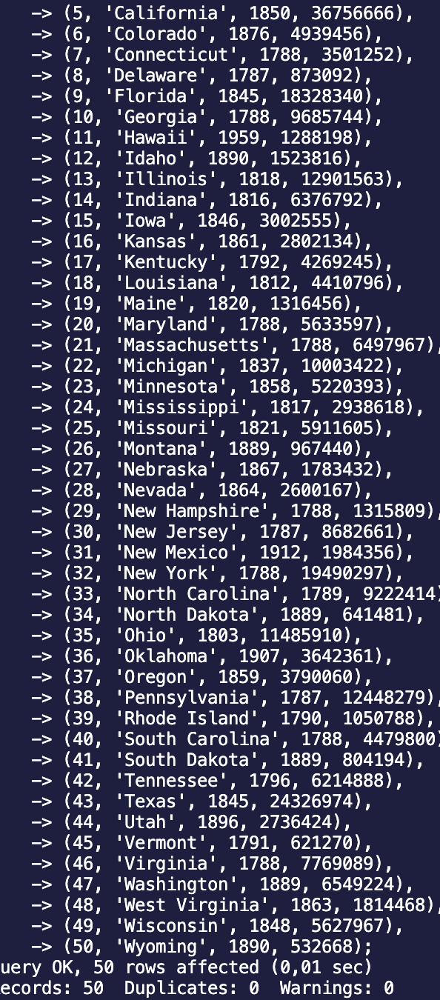 -> (5, 'California', 1850, 36756666),
-> (6, 'Colorado', 1876, 4939456),
-> (7, 'Connecticut', 1788, 3501252),
-> (8, 'Delaware', 1787, 873092),
-> (9, 'Florida', 1845, 18328340),
-> (10, 'Georgia', 1788, 9685744),
-> (11, 'Hawaii', 1959, 1288198),
-> (12, 'Idaho', 1890, 1523816),
-> (13, 'Illinois', 1818, 12901563),
-> (14, 'Indiana', 1816, 6376792),
-> (15, 'Iowa', 1846, 3002555),
-> (16, 'Kansas', 1861, 2802134),
-> (17, 'Kentucky', 1792, 4269245),
-> (18, 'Louisiana', 1812, 4410796),
-> (19, 'Maine', 1820, 1316456),
-> (20, 'Maryland', 1788, 5633597),
-> (21, 'Massachusetts', 1788, 6497967),
-> (22, 'Michigan', 1837, 10003422),
-> (23, 'Minnesota', 1858, 5220393),
-> (24, 'Mississippi', 1817, 2938618),
-> (25, 'Missouri', 1821, 5911605),
-> (26, 'Montana', 1889, 967440),
-> (27, 'Nebraska', 1867, 1783432),
-> (28, 'Nevada', 1864, 2600167),
-> (29, 'New Hampshire', 1788, 1315809),
-> (30, 'New Jersey', 1787, 8682661),
-> (31, 'New Mexico', 1912, 1984356),
-> (32, 'New York', 1788, 19490297),
-> (33, 'North Carolina', 1789, 9222414)
-> (34, 'North Dakota', 1889, 641481),
-> (35, 'Ohio', 1803, 11485910),
-> (36, 'Oklahoma', 1907, 3642361),
-> (37, 'Oregon', 1859, 3790060),
-> (38, 'Pennsylvania', 1787, 12448279),
-> (39, 'Rhode Island', 1790, 1050788),
-> (40, 'South Carolina', 1788, 4479800)
-> (41, 'South Dakota', 1889, 804194),
-> (42, 'Tennessee', 1796, 6214888),
-> (43, 'Texas', 1845, 24326974),
-> (44, 'Utah', 1896, 2736424),
-> (45, 'Vermont', 1791, 621270),
-> (46, 'Virginia', 1788, 7769089),
-> (47, 'Washington', 1889, 6549224),
-> (48, 'West Virginia', 1863, 1814468),
-> (49, 'Wisconsin', 1848, 5627967),
-> (50, 'Wyoming', 1890, 532668);
uery OK, 50 rows affected (0,01 sec)
ecords: 50  Duplicates: 0  Warnings: 0